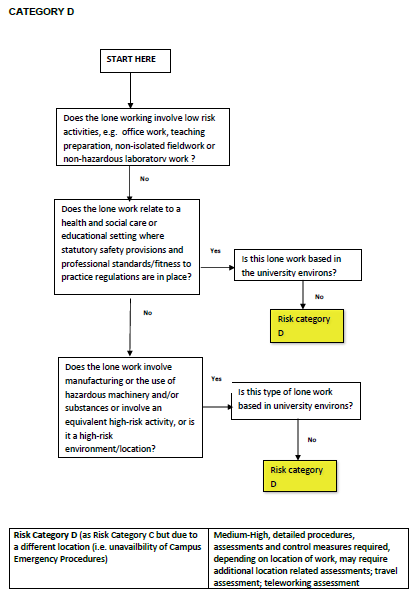 CATEGORY D
START HERE
Does the lone working involve low risk
activities, e.g. office work, teaching
preparation, non-isolated fieldwork or
non-hazardous laboratory work ?
No
Does the lone work relate to a
health and social care or
educational setting where
statutory safety provisions and
professional standards/fitness to
practice regulations are in place?
Yes
Is this lone work based in
the university environs?
No
Risk category
D
No
Does the lone work involve
manufacturing or the use of
hazardous machinery and/or
substances or involve an
equivalent high-risk activity, or is
it a high-risk
environment/location?
Yes
Is this type of lone work
based in university environs?
No
Risk category
D
Risk Category D (as Risk Category C but due to
a different location (i.e. unavailbility of Campus
Emergency Procedures)
Medium-High, detailed procedures,
assessments and control measures required,
depending on location of work, may require
additional location related assessments; travel
assessment; teleworking assessment